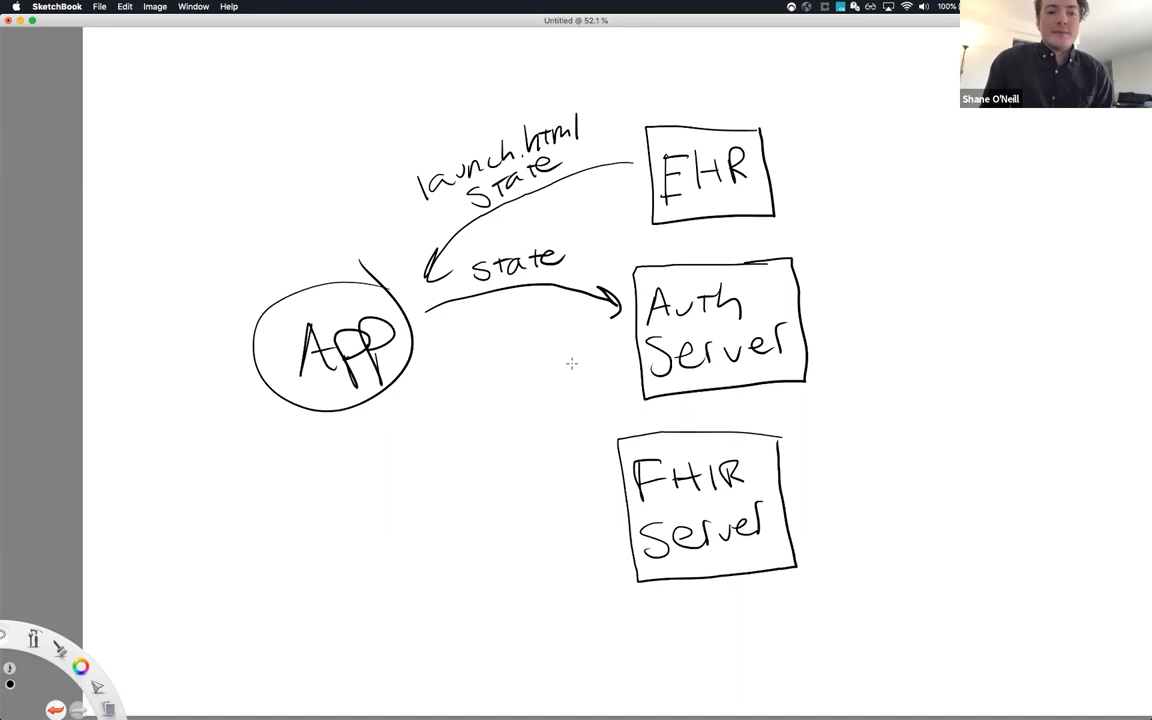 SketchBook File Edit Image Window Help
100%
Untitled @ 52.1 %
Shane O'Neill
launch.html
state
EHR
state
App
Auth
Server
FHIR
Server